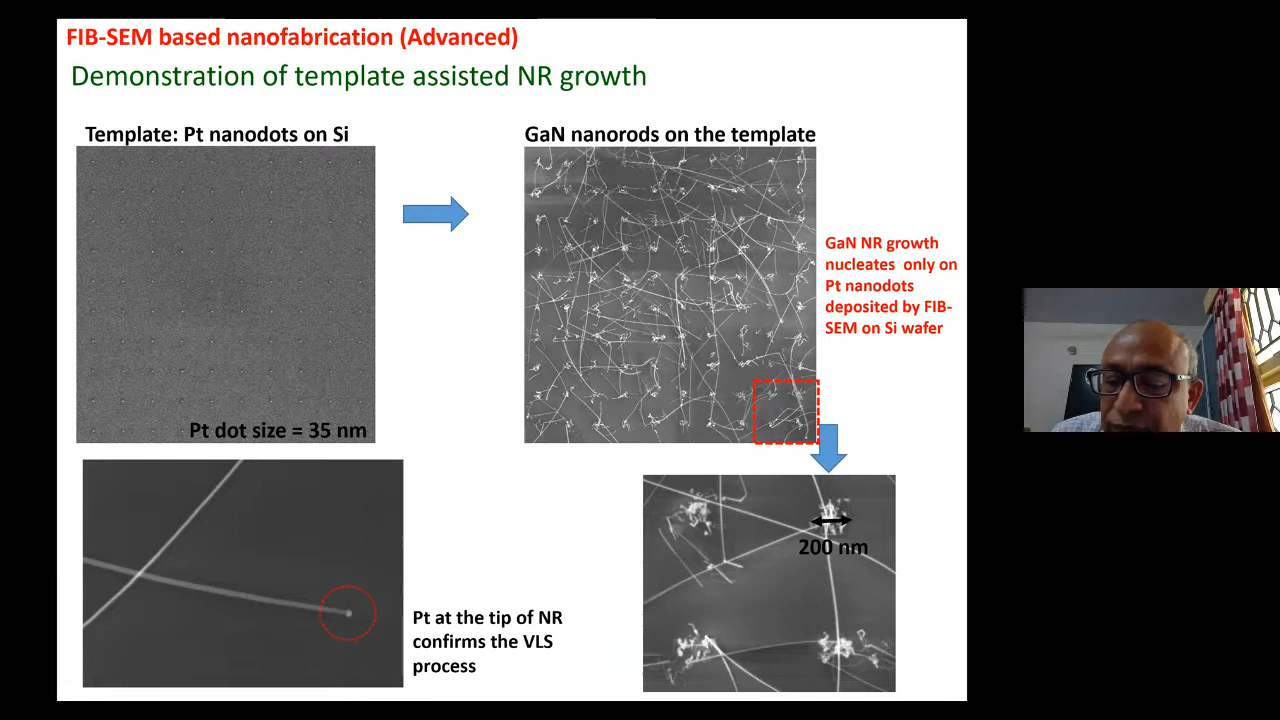 FIB-SEM based nanofabrication (Advanced)
Demonstration of template assisted NR growth
Template: Pt nanodots on Si
GaN nanorods on the template
GaN NR growth
nucleates only on
Pt nanodots
deposited by FIB-
SEM on Si wafer
Pt dot size = 35 nm
200 nm
Pt at the tip of NR
confirms the VLS
process